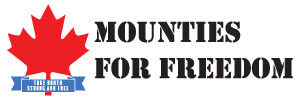 MOUNTIES
FOR FREEDOM
TRUE NORTH
STRONG AND FREE